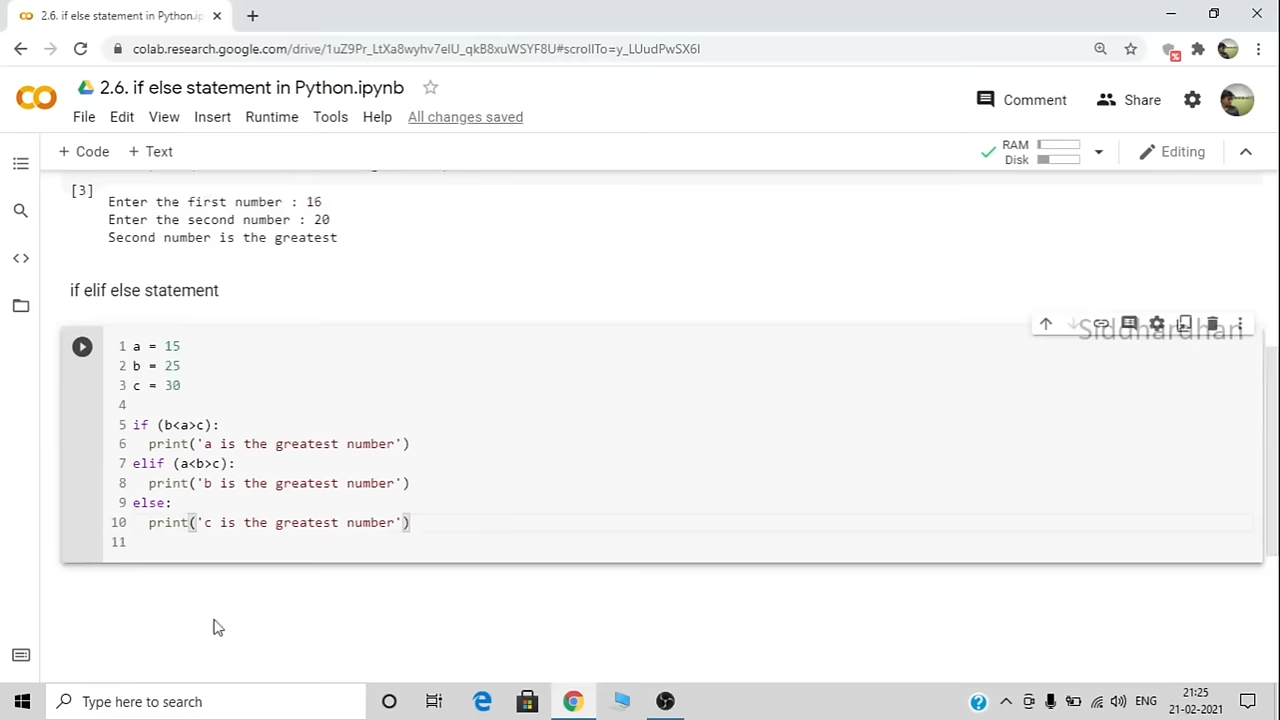 2.6. if else statement in Python.ip
colab.research.google.com/drive/1uZ9Pr_LtXa8wyhv7eIU_qkB8xuWSYF8U#scrollTo=y_LUudPwSX6I
2.6. if else statement in Python.ipynb
Comment
Share
File Edit View Insert Runtime Tools Help All changes saved
+ Code + Text
RAM
Disk
Editing
[3]
Enter the first number : 16
Enter the second number : 20
Second number is the greatest
if elif else statement
Siddhardhan
1 a = 15
2 b = 25
3 c = 30
4
5 if (b<a>c):
6 print('a is the greatest number')
7 elif (a<b>c):
8 print('b is the greatest number')
9 else:
10 print('c is the greatest number')
11
Type here to search
ENG
21:25
21-02-2021